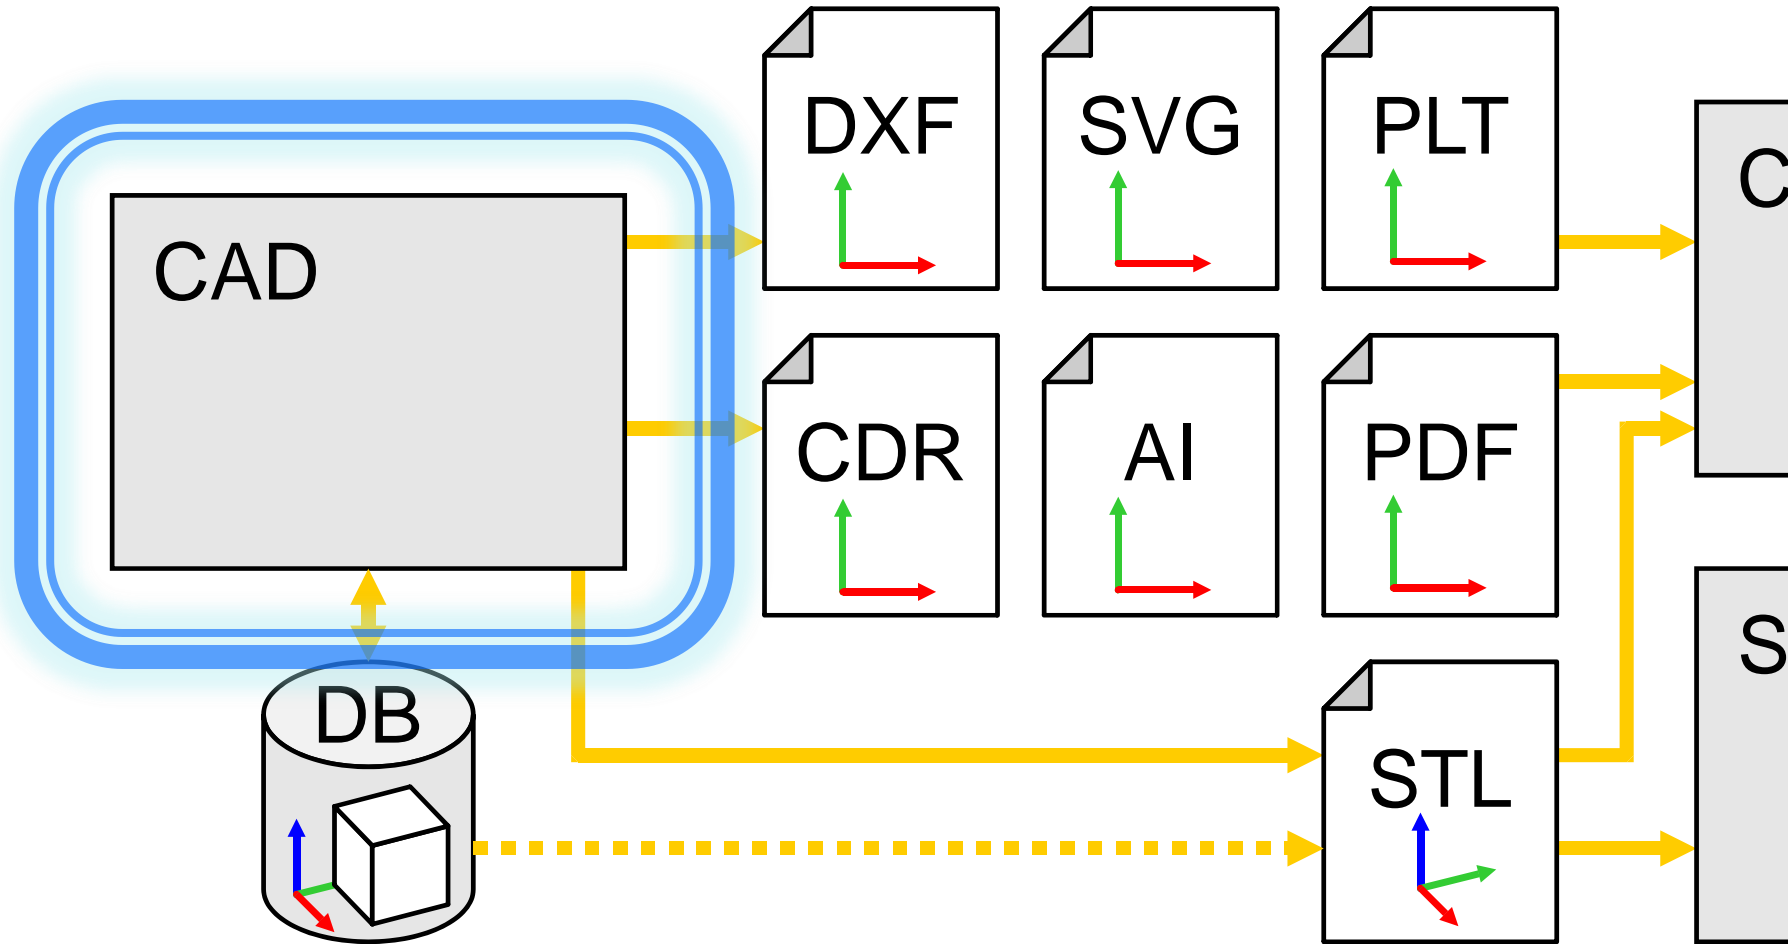 DXF
SVG
PLT
CAD
CDR
AI
PDF
DB
STL